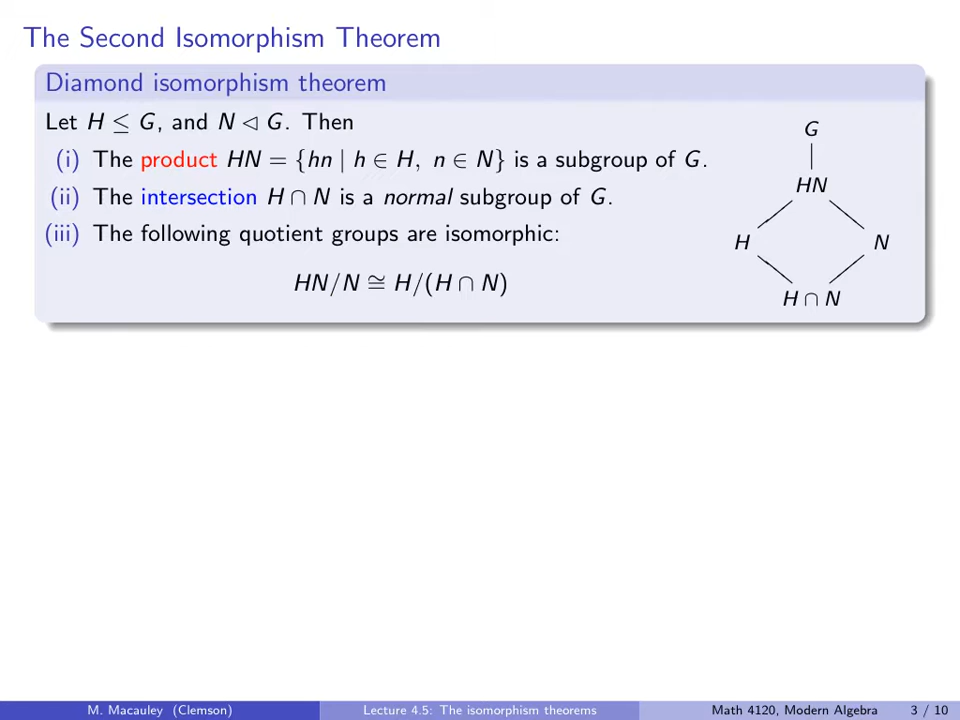 The Second Isomorphism Theorem
Diamond isomorphism theorem
Let H ≤ G, and N ◁ G. Then
(i) The product HN = {hn | h ∈ H, n ∈ N} is a subgroup of G.
(ii) The intersection H ∩ N is a normal subgroup of G.
(iii) The following quotient groups are isomorphic:
HN/N ≅ H/(H ∩ N)
G
HN
H N
H ∩ N
M. Macauley (Clemson) Lecture 4.5: The isomorphism theorems Math 4120, Modern Algebra 3 / 10